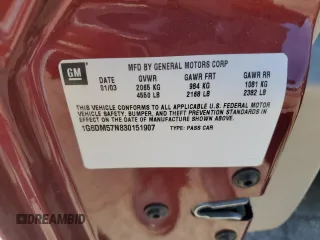 GM
MFD BY GENERAL MOTORS CORP
DATE GVWR GAWR FRT GAWR RR
01/03 2065 KG 984 KG 1081 KG
4550 LB 2168 LB 2382 LB
THIS VEHICLE CONFORMS TO ALL APPLICABLE U.S. FEDERAL MOTOR
VEHICLE SAFETY, BUMPER, AND THEFT PREVENTION STANDARDS IN
EFFECT ON THE DATE OF MANUFACTURE SHOWN ABOVE.
1G6DM57N830151907 TYPE: PASS CAR
DREAMBID